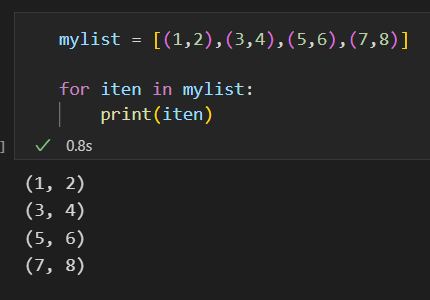 mylist = [(1,2),(3,4),(5,6),(7,8)]
for iten in mylist:
    print(iten)
] ✓ 0.8s
(1, 2)
(3, 4)
(5, 6)
(7, 8)